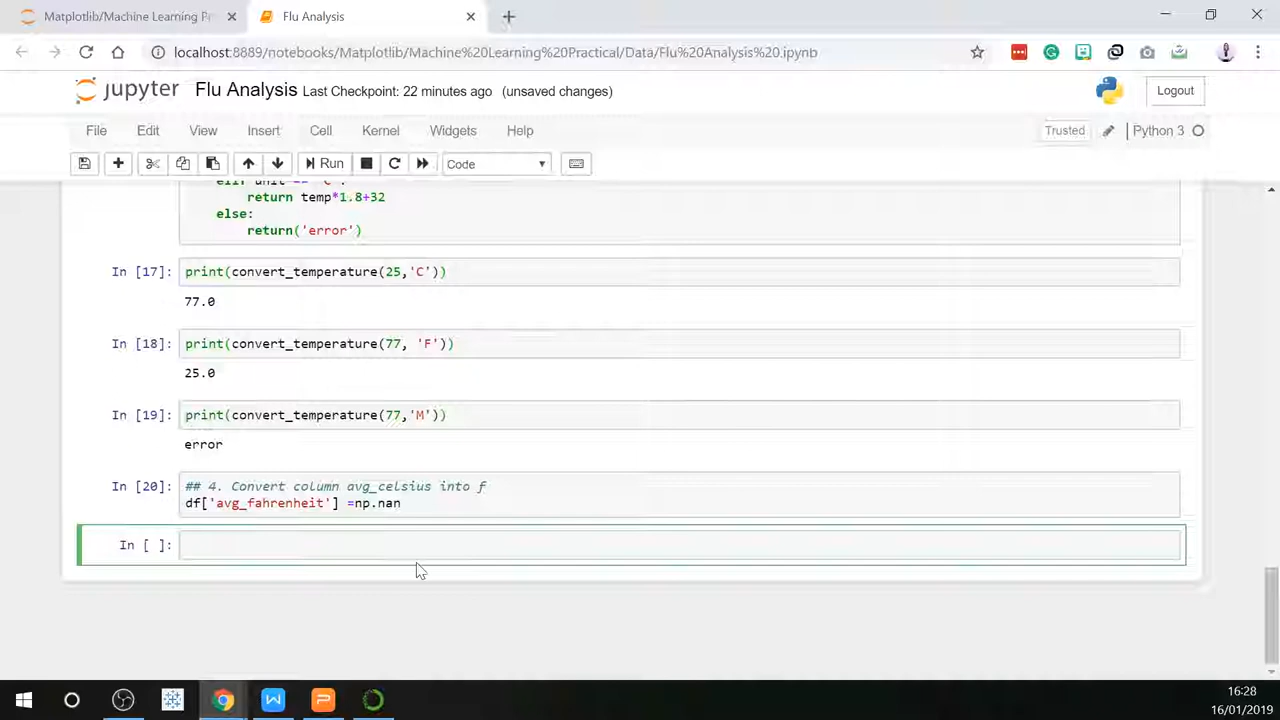 Matplotlib/Machine Learning Pr
Flu Analysis
localhost:8889/notebooks/Matplotlib/Machine%20Learning%20Practical/Data/Flu%20Analysis%20.ipynb
jupyter Flu Analysis Last Checkpoint: 22 minutes ago (unsaved changes)
Logout
File Edit View Insert Cell Kernel Widgets Help
Trusted
Python 3
Run
Code
elif unit == 'C':
return temp*1.8+32
else:
return('error')
In [17]: print(convert_temperature(25,'C'))
77.0
In [18]: print(convert_temperature(77, 'F'))
25.0
In [19]: print(convert_temperature(77,'M'))
error
In [20]: ## 4. Convert column avg_celsius into f
df['avg_fahrenheit'] =np.nan
In [ ]:
16:28
16/01/2019